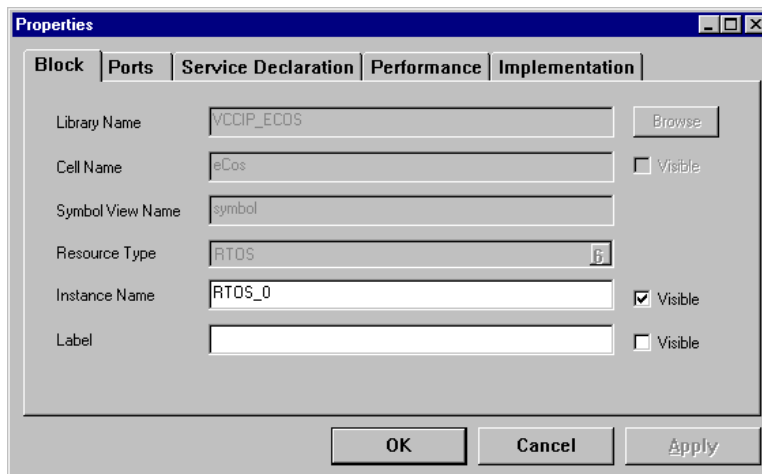 Properties
Block Ports Service Declaration Performance Implementation
Library Name VCCIP_ECOS Browse
Cell Name eCos Visible
Symbol View Name symbol
Resource Type RTOS 6
Instance Name RTOS_0 Visible
Label Visible
OK Cancel Apply